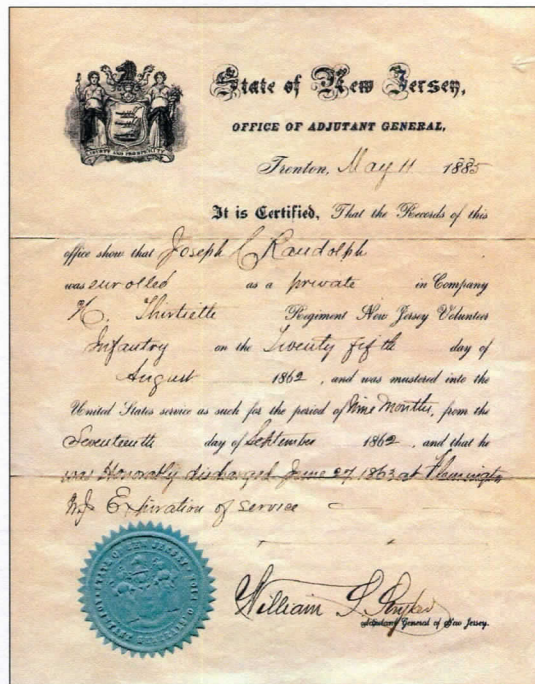 State of New Jersey,
OFFICE OF ADJUTANT GENERAL,
LIBERTY AND PROSPERITY
Trenton, May 11 1885
It is Certified, That the Records of this
office show that Joseph C Randolph
was enrolled as a private in Company
K. Thirtieth Regiment New Jersey Volunteer
Infantry on the Twenty fifth day of
August 1862, and was mustered into the
United States service as such for the period of Nine Months, from the
Seventeenth day of September 1862, and that he
was Honorably discharged June 27 1863 at Flemington
N.J. Expiration of service
William S. Stryker
Adjutant General of New Jersey.